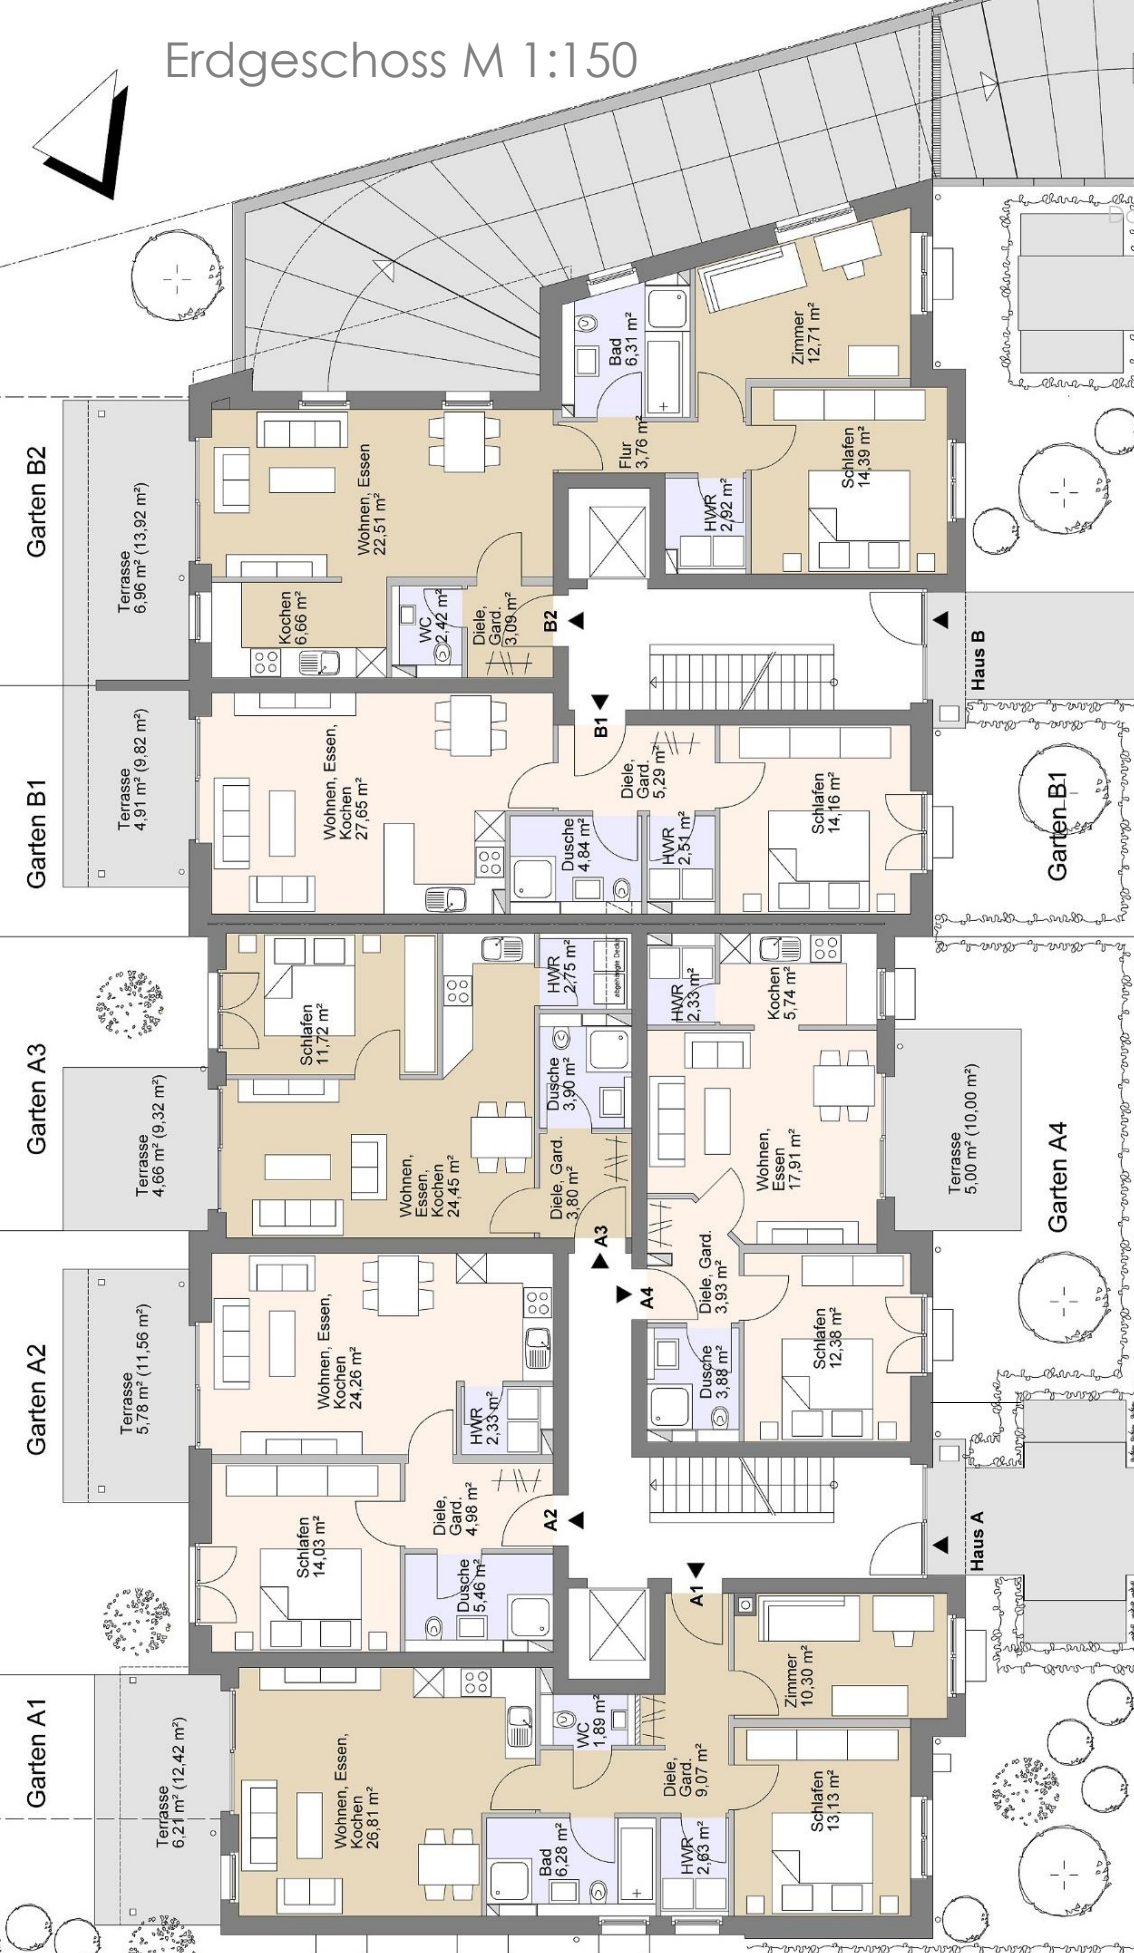 Erdgeschoss M 1:150
Garten B2
Terrasse
6,96 m² (13,92 m²)
Wohnen, Essen
22,51 m²
Kochen
6,66 m²
WC
2,42 m²
Diele,
Gard.
3,09 m²
B2
Bad
6,31 m²
Flur
3,76 m²
HWR
2,92 m²
Zimmer
12,71 m²
Schlafen
14,39 m²
Haus B
Garten B1
Terrasse
4,91 m² (9,82 m²)
Wohnen, Essen,
Kochen
27,65 m²
B1
Diele,
Gard.
5,29 m²
Dusche
4,84 m²
HWR
2,51 m²
Schlafen
14,16 m²
Garten B1
Garten A3
Terrasse
4,66 m² (9,32 m²)
Schlafen
11,72 m²
Wohnen,
Essen,
Kochen
24,45 m²
HWR
2,75 m²
abgehängte Decke
Dusche
3,90 m²
Diele, Gard.
3,80 m²
A3
HWR
2,33 m²
Kochen
5,74 m²
Wohnen,
Essen
17,91 m²
Terrasse
5,00 m² (10,00 m²)
Garten A4
A4
Diele, Gard.
3,93 m²
Dusche
3,88 m²
Schlafen
12,38 m²
Garten A2
Terrasse
5,78 m² (11,56 m²)
Wohnen, Essen,
Kochen
24,26 m²
HWR
2,33 m²
Diele,
Gard.
4,98 m²
A2
Schlafen
14,03 m²
Dusche
5,46 m²
Haus A
A1
Garten A1
Terrasse
6,21 m² (12,42 m²)
Wohnen, Essen,
Kochen
26,81 m²
WC
1,89 m²
Diele,
Gard.
9,07 m²
Bad
6,28 m²
HWR
2,63 m²
Zimmer
10,30 m²
Schlafen
13,13 m²